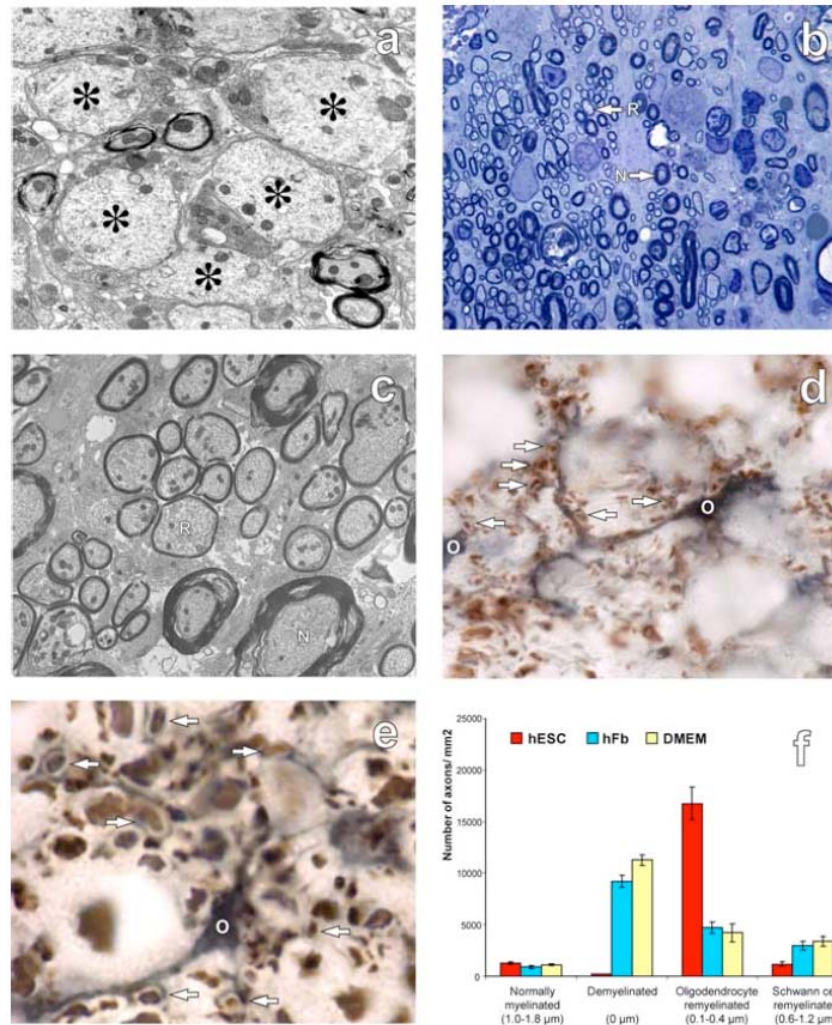 a
b
*
*
R
*
*
N
*
c
d
R
O
O
N
e
25000
hESC
hFb
DMEM
f
20000
Number of axons/ mm2
15000
10000
O
5000
0
Normally
Demyelinated
Oligodendrocyte
Schwann ce
myelinated
remyelinated
remyelinate
(1.0-1.8 μm)
(0 μm)
(0.1-0.4 μm)
(0.6-1.2 μm)